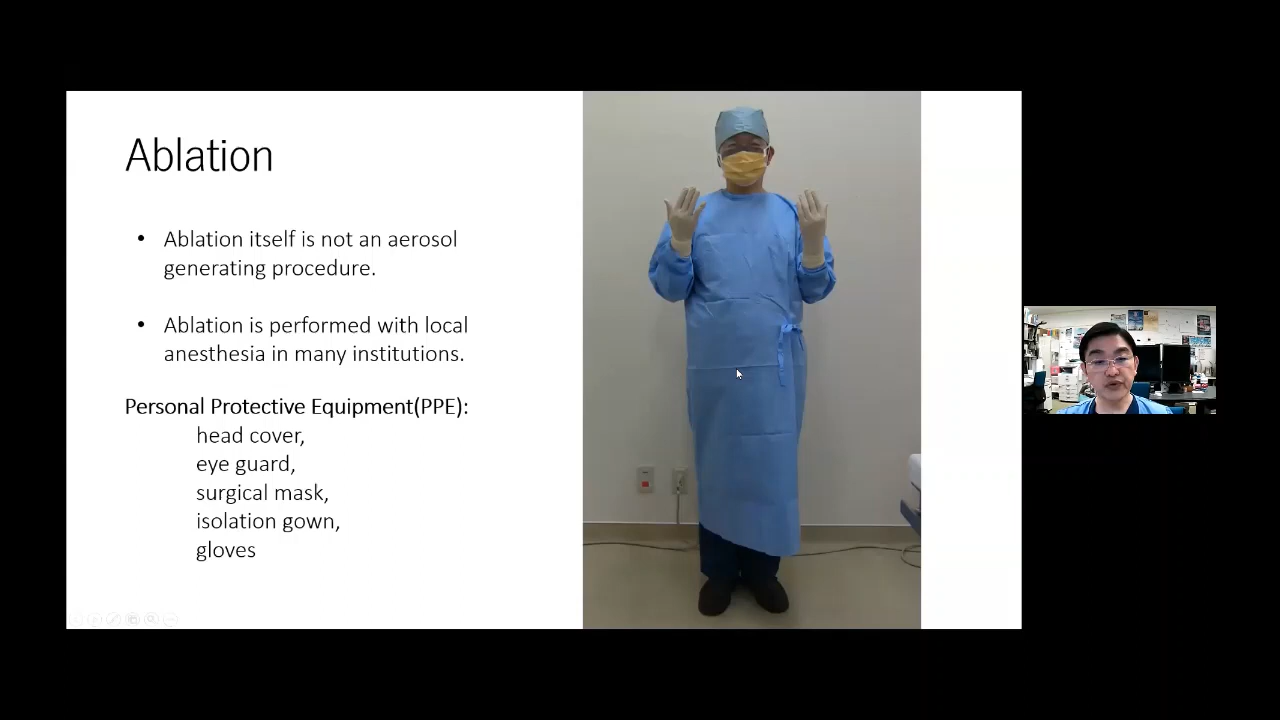 Ablation
• Ablation itself is not an aerosol
generating procedure.
• Ablation is performed with local
anesthesia in many institutions.
Personal Protective Equipment(PPE):
head cover,
eye guard,
surgical mask,
isolation gown,
gloves